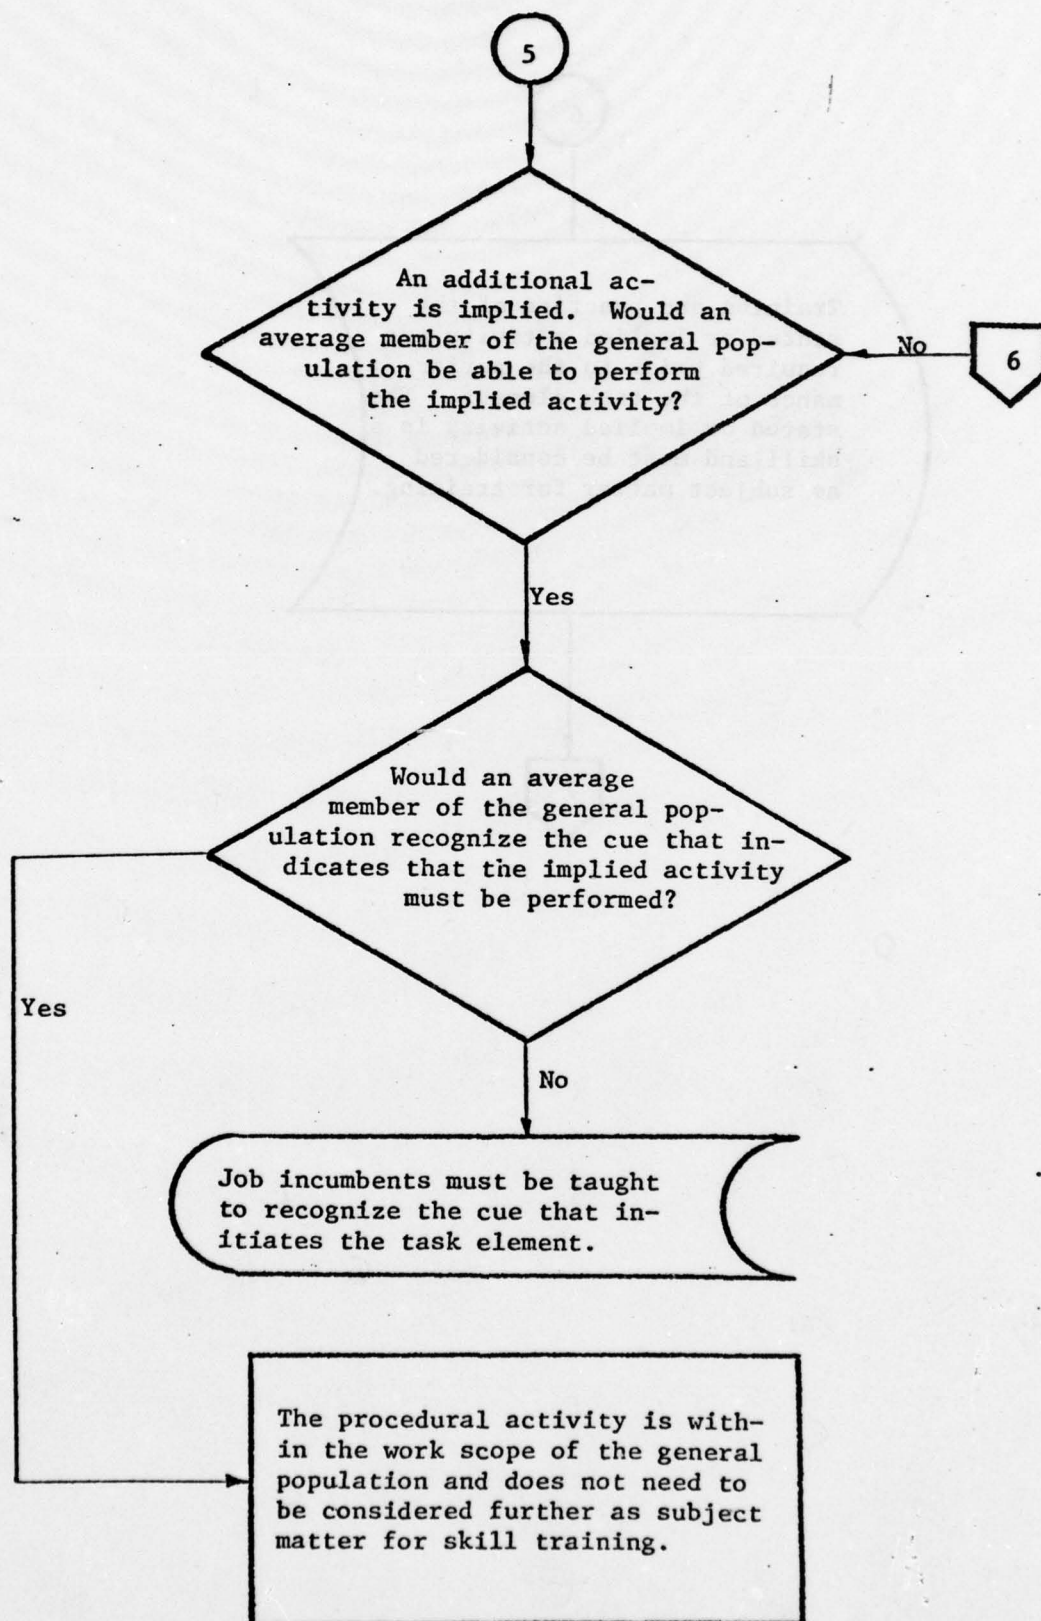 5
An additional ac-
tivity is implied. Would an
average member of the general pop-
ulation be able to perform
the implied activity?
No
6
Yes
Would an average
member of the general pop-
ulation recognize the cue that in-
dicates that the implied activity
must be performed?
Yes
No
Job incumbents must be taught
to recognize the cue that in-
itiates the task element.
The procedural activity is with-
in the work scope of the general
population and does not need to
be considered further as subject
matter for skill training.